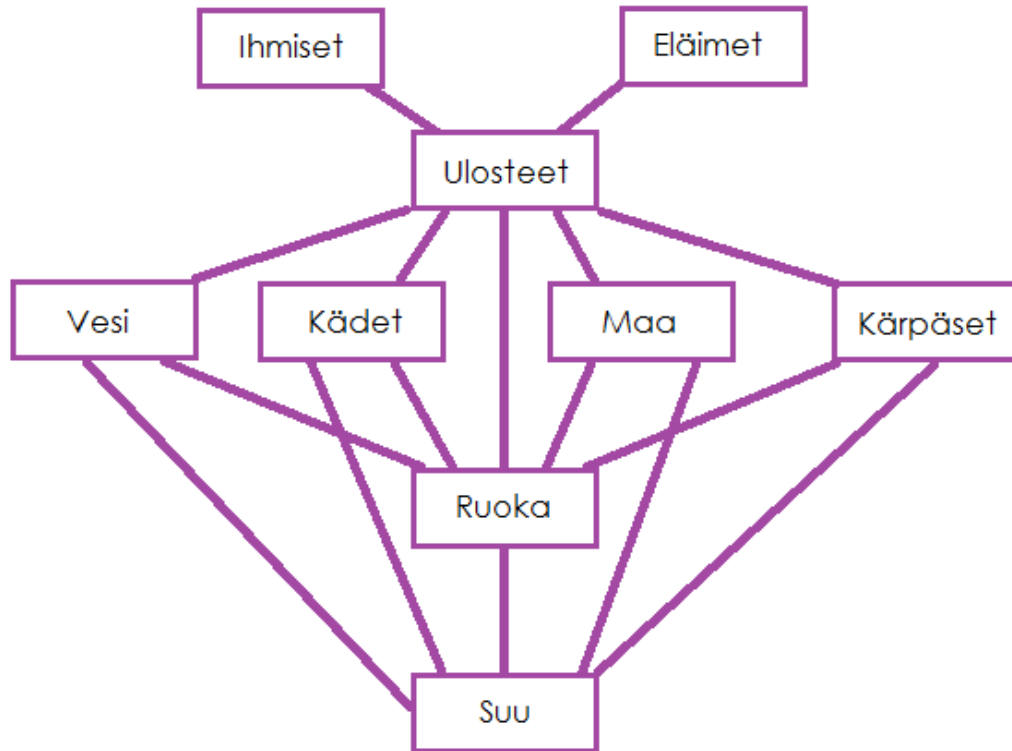 Ihmiset
Eläimet
Ulosteet
Vesi
Kädet
Maa
Kärpäset
Ruoka
Suu